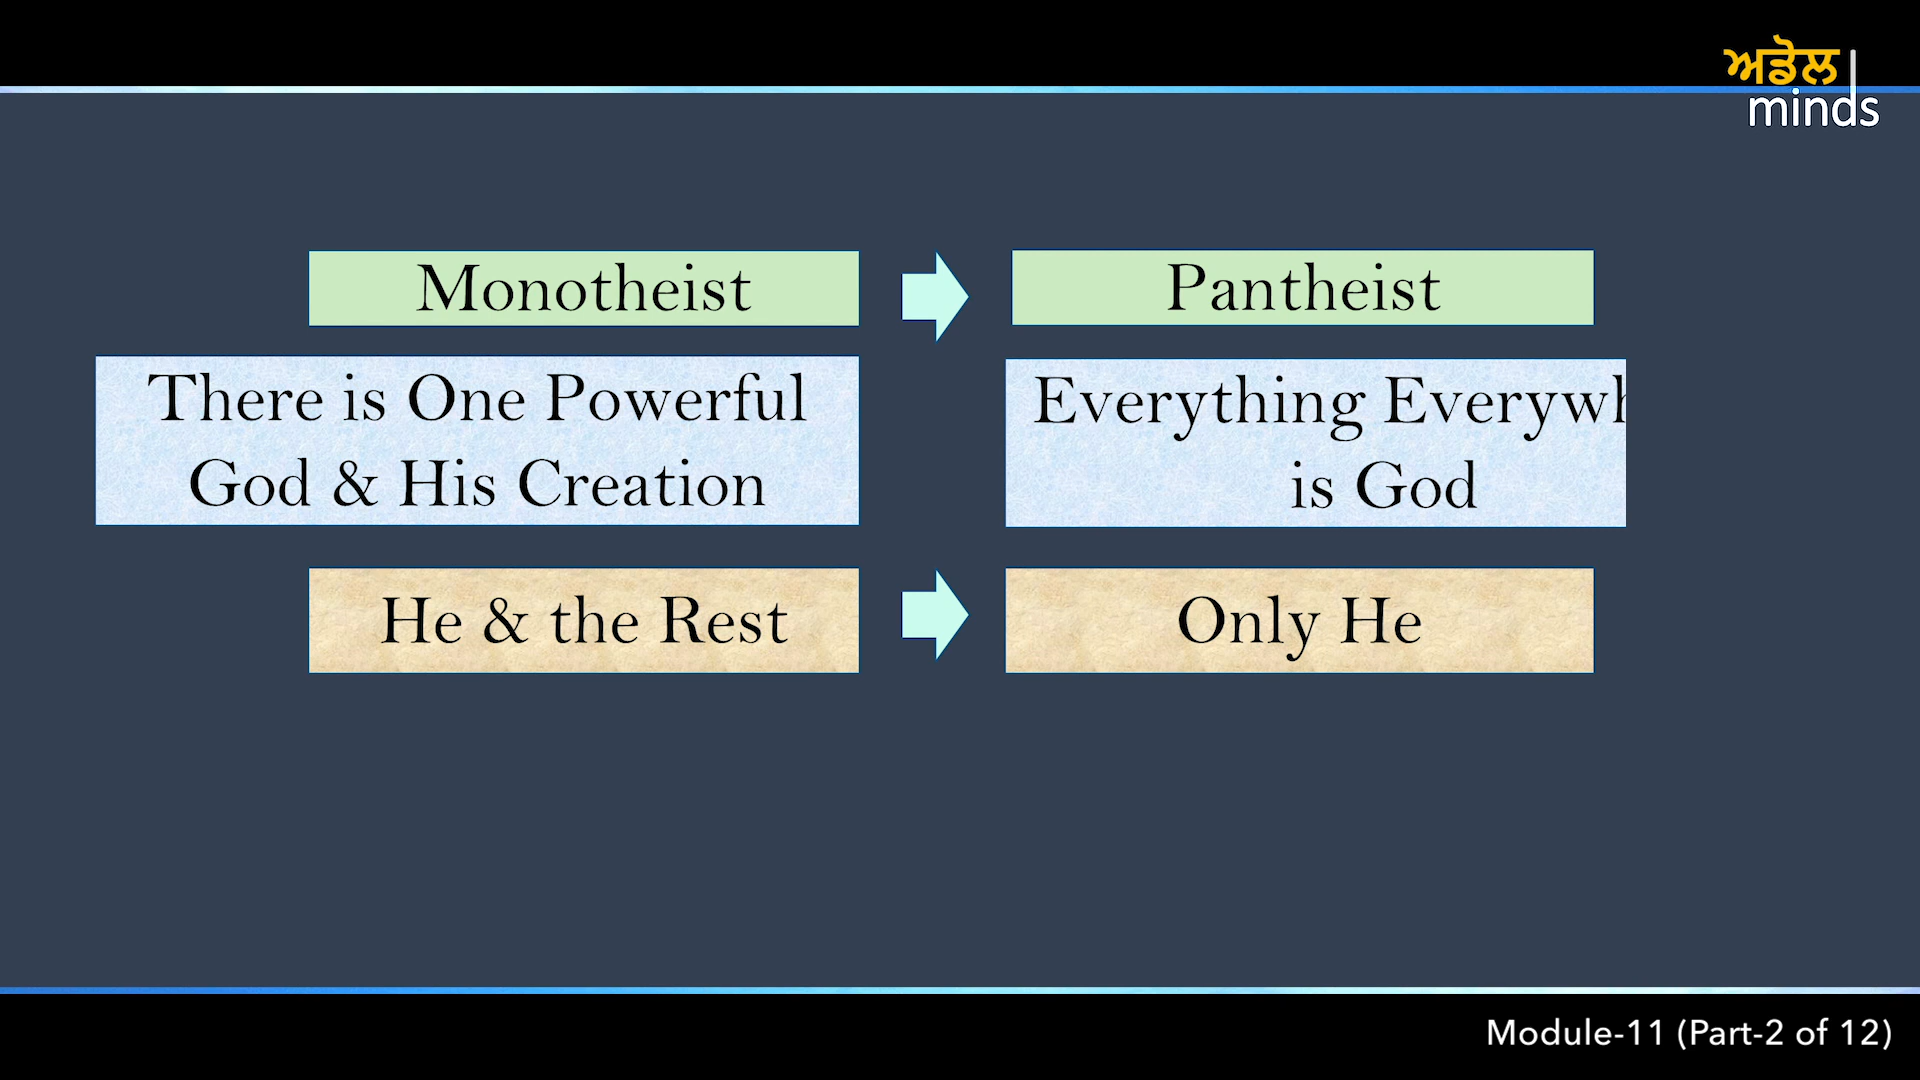 ਅਡੋਲ
minds
Monotheist
Pantheist
There is One Powerful
God & His Creation
Everything
is God
He & the Rest
Only He
Module-11 (Part-2 of 12)